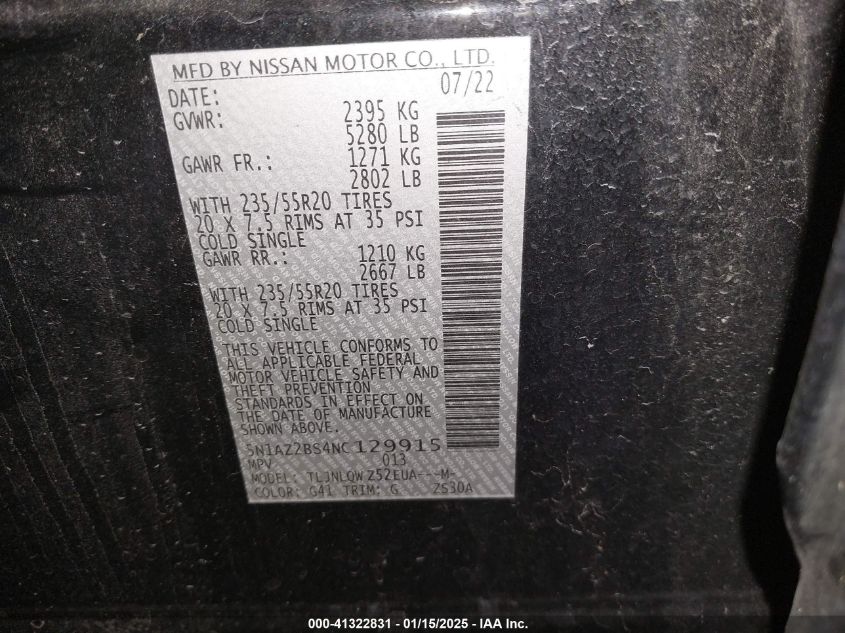 MFD BY NISSAN MOTOR CO., LTD.
DATE: 07/22
GVWR: 2395 KG
5280 LB
GAWR FR.: 1271 KG
2802 LB
WITH 235/55R20 TIRES
20 X 7.5 RIMS AT 35 PSI
COLD SINGLE
GAWR RR.: 1210 KG
2667 LB
WITH 235/55R20 TIRES
20 X 7.5 RIMS AT 35 PSI
COLD SINGLE
THIS VEHICLE CONFORMS TO
ALL APPLICABLE FEDERAL
MOTOR VEHICLE SAFETY AND
THEFT PREVENTION
STANDARDS IN EFFECT ON
THE DATE OF MANUFACTURE
SHOWN ABOVE.
5N1AZ2BS4NC129915
MPV 013
MODEL: TLJNLQWZ52EUA---M-
COLOR: G41 TRIM: G ZS30A
000-41322831 - 01/15/2025 - IAA Inc.